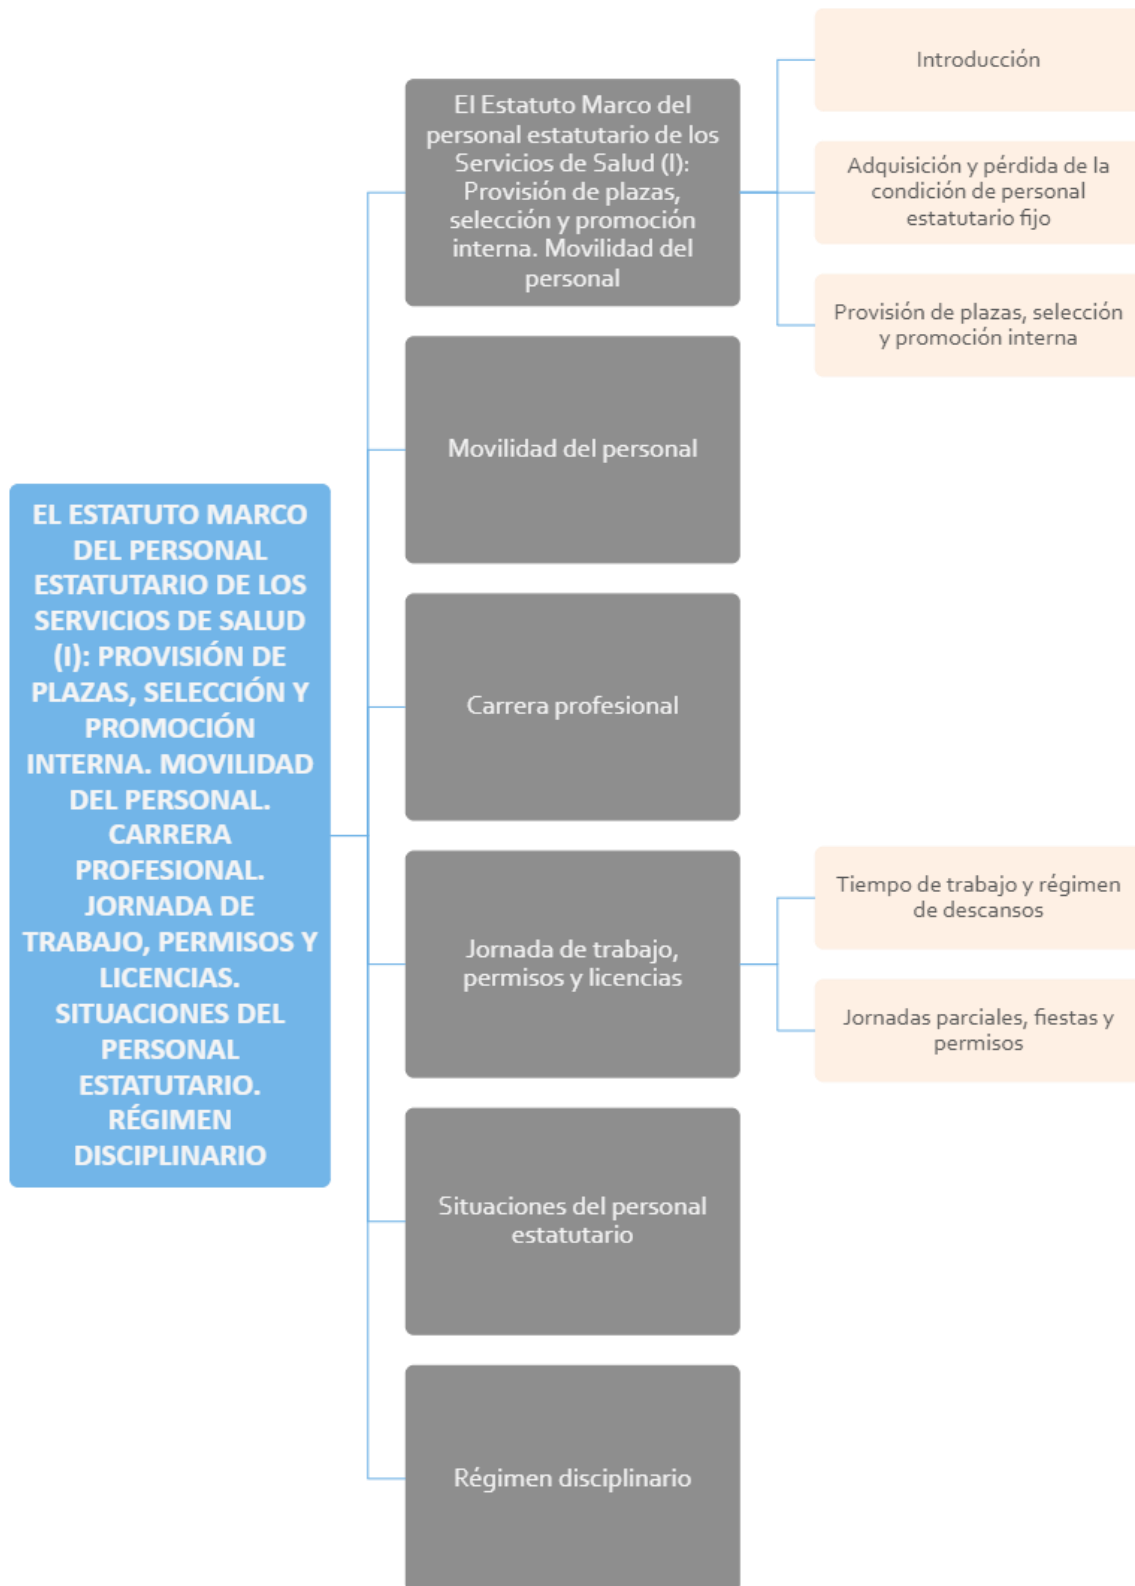 EL ESTATUTO MARCO
DEL PERSONAL
ESTATUTARIO DE LOS
SERVICIOS DE SALUD
(I): PROVISIÓN DE
PLAZAS, SELECCIÓN Y
PROMOCIÓN
INTERNA. MOVILIDAD
DEL PERSONAL.
CARRERA
PROFESIONAL.
JORNADA DE
TRABAJO, PERMISOS Y
LICENCIAS.
SITUACIONES DEL
PERSONAL
ESTATUTARIO.
RÉGIMEN
DISCIPLINARIO
El Estatuto Marco del
personal estatutario de los
Servicios de Salud (I):
Provisión de plazas,
selección y promoción
interna. Movilidad del
personal
Introducción
Adquisición y pérdida de la
condición de personal
estatutario fijo
Provisión de plazas, selección
y promoción interna
Movilidad del personal
Carrera profesional
Jornada de trabajo,
permisos y licencias
Tiempo de trabajo y régimen
de descansos
Jornadas parciales, fiestas y
permisos
Situaciones del personal
estatutario
Régimen disciplinario